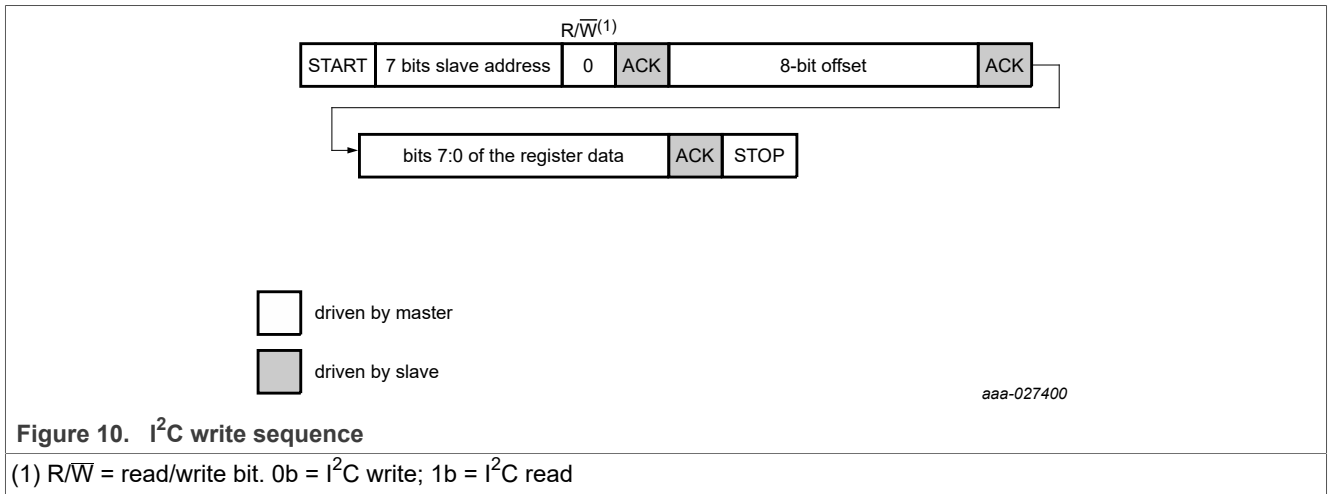 R/W̅(1)
START 7 bits slave address 0 ACK 8-bit offset ACK
bits 7:0 of the register data ACK STOP
driven by master
driven by slave
aaa-027400
Figure 10. I2C write sequence
(1) R/W̅ = read/write bit. 0b = I2C write; 1b = I2C read